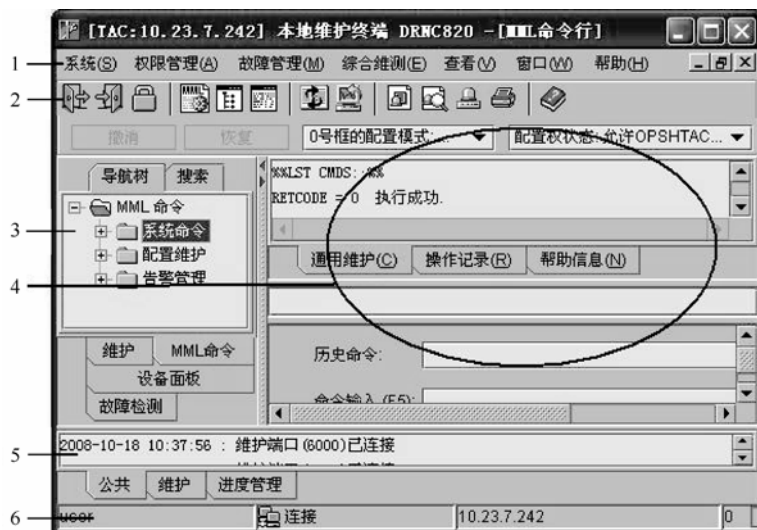 [TAC:10.23.7.242] 本地维护终端 DRNC820 -[MML命令行]
1
系统(S) 权限管理(A) 故障管理(M) 综合维测(E) 查看(V) 窗口(W) 帮助(H)
2
撤消 恢复 0号框的配置模式:... 配置权状态: 允许OPSHTAC...
导航树 搜索
MML 命令
3
系统命令
配置维护
告警管理
%%LST CMDS:;%%
RETCODE = 0 执行成功.
通用维护(C) 操作记录(R) 帮助信息(N)
4
维护 MML命令
设备面板
故障检测
历史命令:
命令输入 (F5):
5
2008-10-18 10:37:56 : 维护端口(6000)已连接
公共 维护 进度管理
6
user 连接 10.23.7.242 0